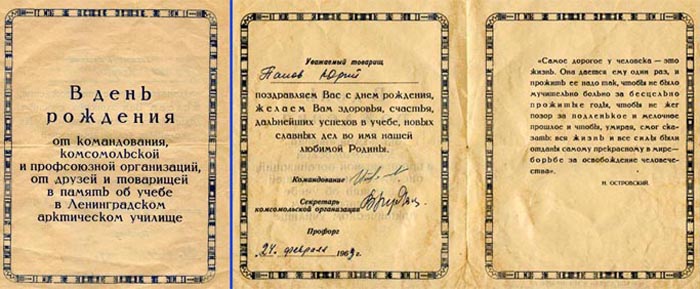 В день
рождения
от командования,
комсомольской
и профсоюзной организаций,
от друзей и товарищей
в память об учебе
в Ленинградском
арктическом училище
Уважаемый товарищ
Панов Юрий
поздравляем Вас с днем рождения,
желаем Вам здоровья, счастья,
дальнейших успехов в учебе, новых
славных дел во имя нашей
любимой Родины.
Командование
Секретарь
комсомольской организации
Профорг
„24" февраля 1963 г.
«Самое дорогое у человека — это
жизнь. Она дается ему один раз, и
прожить ее надо так, чтобы не было
мучительно больно за бесцельно
прожитые годы, чтобы не жег
позор за подленькое и мелочное
прошлое и чтобы, умирая, смог ска-
зать: вся жизнь и все силы были
отданы самому прекрасному в мире—
борьбе за освобождение человече-
ства».
Н. ОСТРОВСКИЙ.